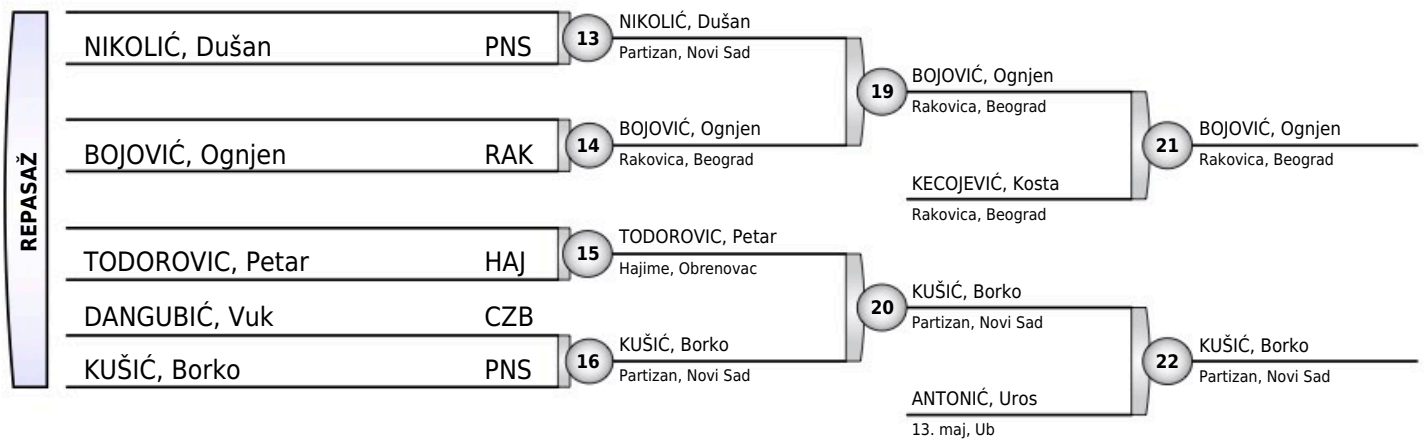 REPASAŽ
NIKOLIĆ, Dušan PNS
BOJOVIĆ, Ognjen RAK
TODOROVIC, Petar HAJ
DANGUBIĆ, Vuk CZB
KUŠIĆ, Borko PNS
13
NIKOLIĆ, Dušan
Partizan, Novi Sad
14
BOJOVIĆ, Ognjen
Rakovica, Beograd
15
TODOROVIC, Petar
Hajime, Obrenovac
16
KUŠIĆ, Borko
Partizan, Novi Sad
19
BOJOVIĆ, Ognjen
Rakovica, Beograd
KECOJEVIĆ, Kosta
Rakovica, Beograd
20
KUŠIĆ, Borko
Partizan, Novi Sad
ANTONIĆ, Uros
13. maj, Ub
21
BOJOVIĆ, Ognjen
Rakovica, Beograd
22
KUŠIĆ, Borko
Partizan, Novi Sad